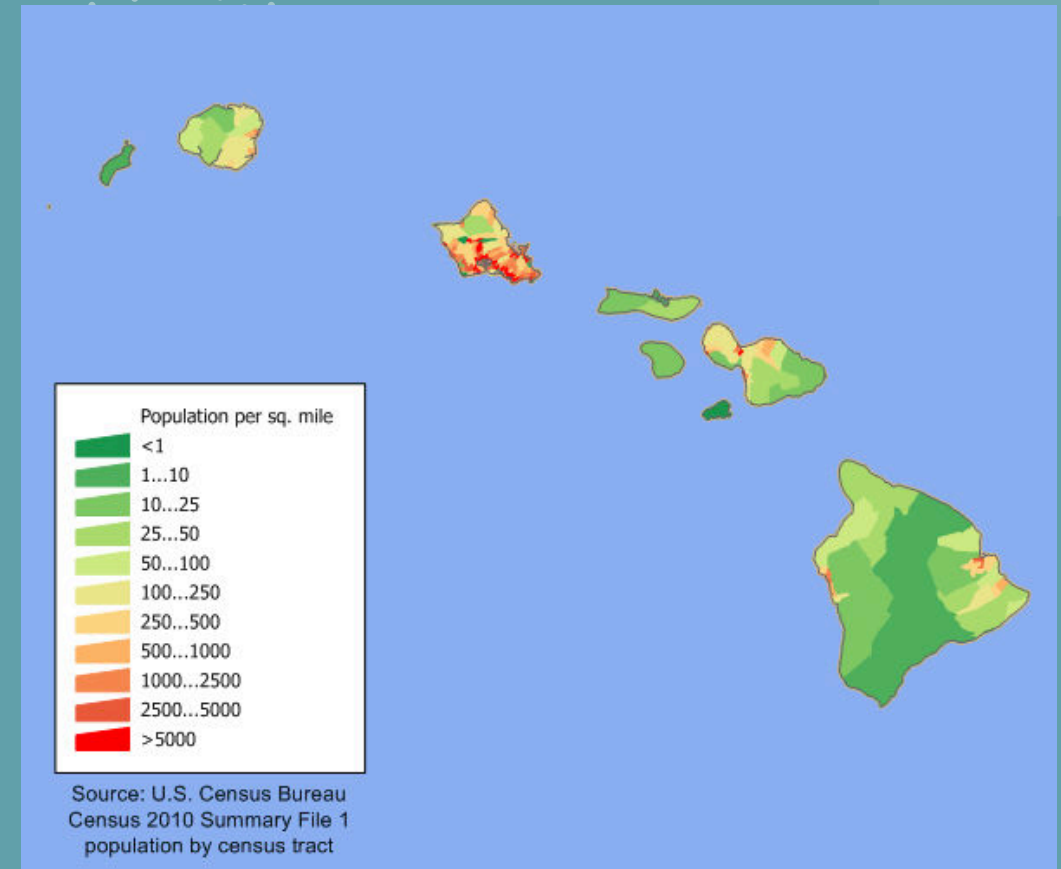 Population per sq. mile
<1
1...10
10...25
25...50
50...100
100...250
250...500
500...1000
1000...2500
2500...5000
>5000
Source: U.S. Census Bureau
Census 2010 Summary File 1
population by census tract